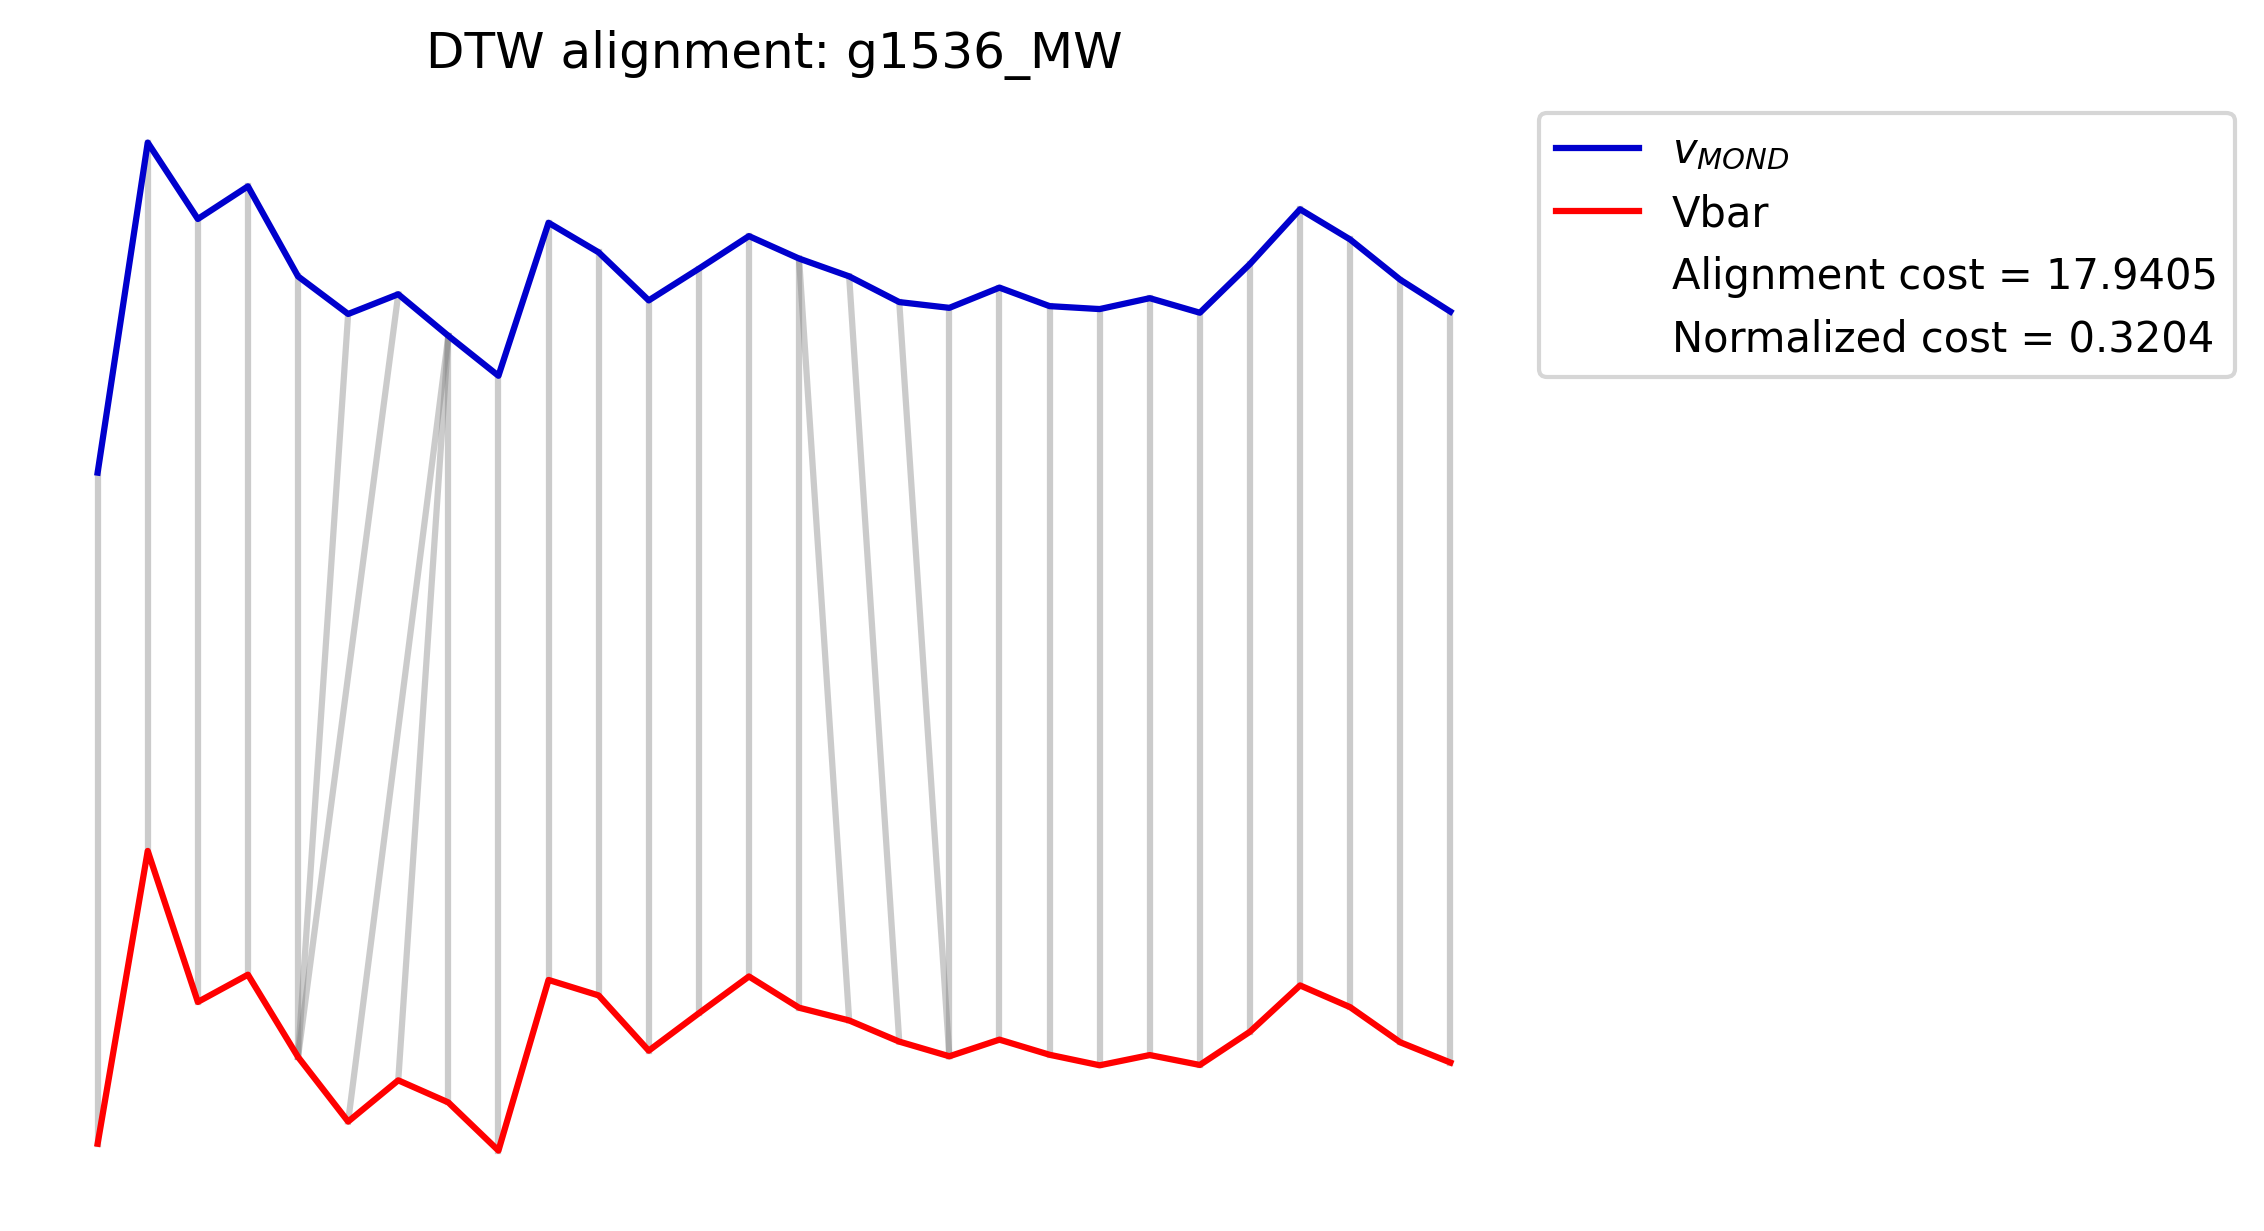 DTW alignment: g1536_MW
v_MOND
Vbar
Alignment cost = 17.9405
Normalized cost = 0.3204